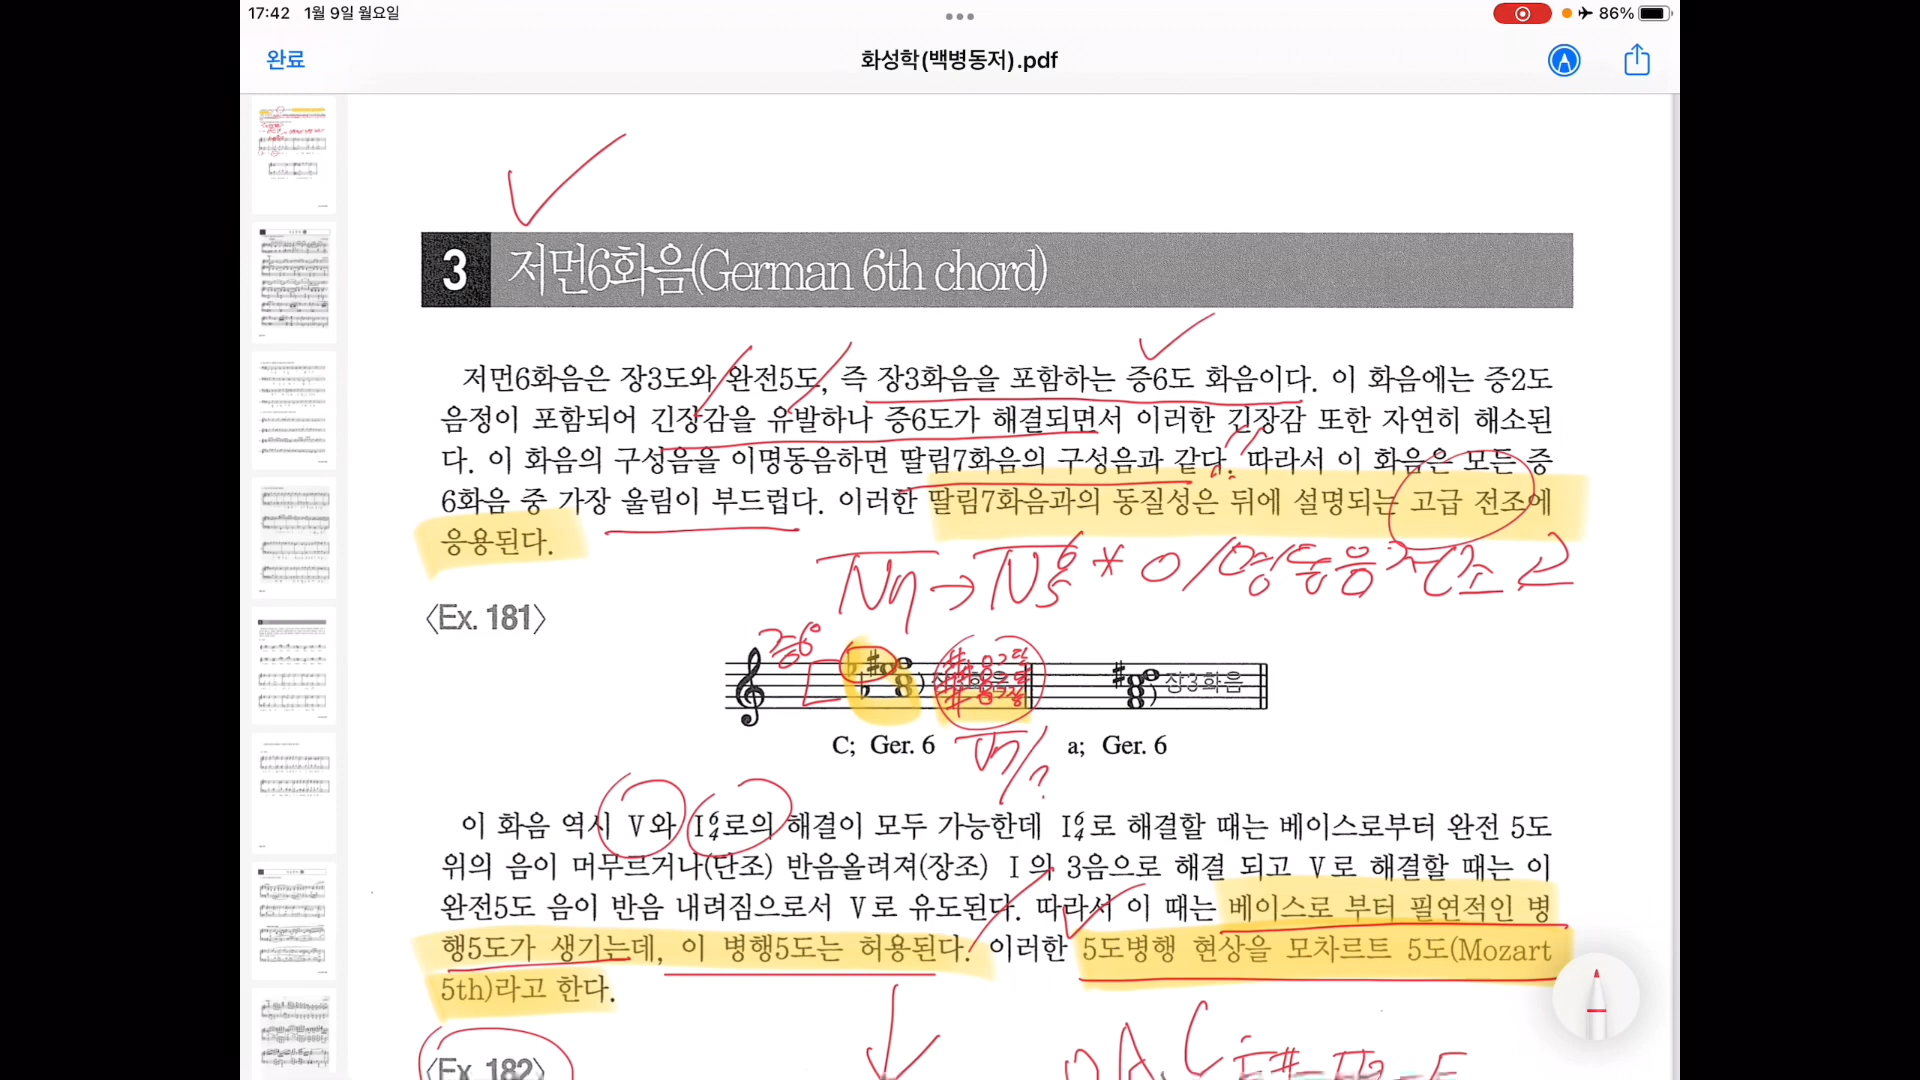 17:42 1월 9일 월요일
86%
완료
화성학(백병동저).pdf
3 저먼6화음(German 6th chord)
저먼6화음은 장3도와 완전5도, 즉 장3화음을 포함하는 증6도 화음이다. 이 화음에는 증2도
음정이 포함되어 긴장감을 유발하나 증6도가 해결되면서 이러한 긴장감 또한 자연히 해소된
다. 이 화음의 구성음을 이명동음하면 딸림7화음의 구성음과 같다. 따라서 이 화음은 모든 증
6화음 중 가장 울림이 부드럽다. 이러한 딸림7화음과의 동질성은 뒤에 설명되는 고급 전조에
응용된다.
이명동음 전조
〈Ex. 181〉
증6º
장3화음
C; Ger. 6 a; Ger. 6
이 화음 역시 V와 I6/4로의 해결이 모두 가능한데 I6/4로 해결할 때는 베이스로부터 완전 5도
위의 음이 머무르거나(단조) 반음올려져(장조) I 의 3음으로 해결 되고 V로 해결할 때는 이
완전5도 음이 반음 내려짐으로서 V로 유도된다. 따라서 이 때는 베이스로 부터 필연적인 병
행5도가 생기는데, 이 병행5도는 허용된다. 이러한 5도병행 현상을 모차르트 5도(Mozart
5th)라고 한다.
〈Ex. 182〉